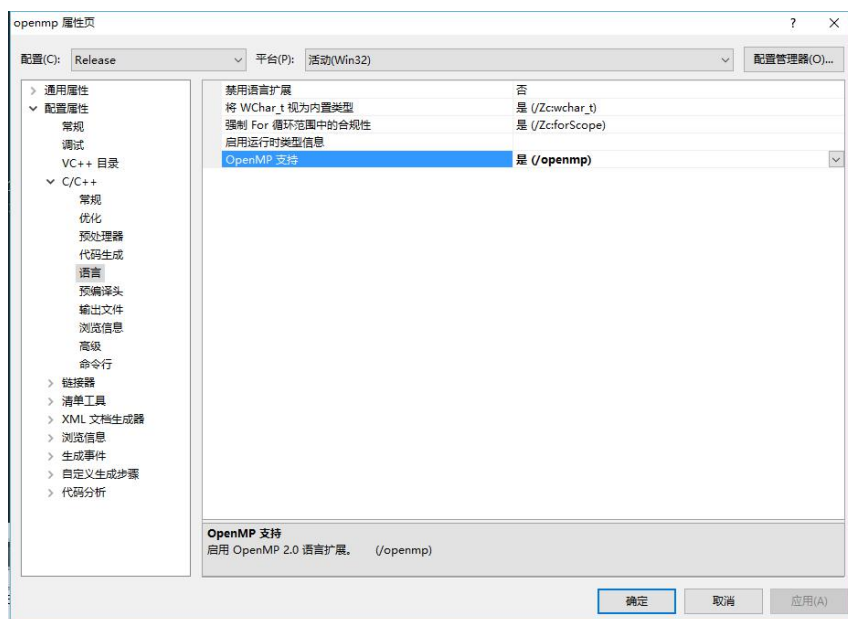 openmp 属性页
配置(C): Release 平台(P): 活动(Win32) 配置管理器(O)...
通用属性
配置属性
常规
调试
VC++ 目录
C/C++
常规
优化
预处理器
代码生成
语言
预编译头
输出文件
浏览信息
高级
命令行
链接器
清单工具
XML 文档生成器
浏览信息
生成事件
自定义生成步骤
代码分析
禁用语言扩展 否
将 WChar_t 视为内置类型 是 (/Zc:wchar_t)
强制 For 循环范围中的合规性 是 (/Zc:forScope)
启用运行时类型信息
OpenMP 支持 是 (/openmp)
OpenMP 支持
启用 OpenMP 2.0 语言扩展。 (/openmp)
确定 取消 应用(A)